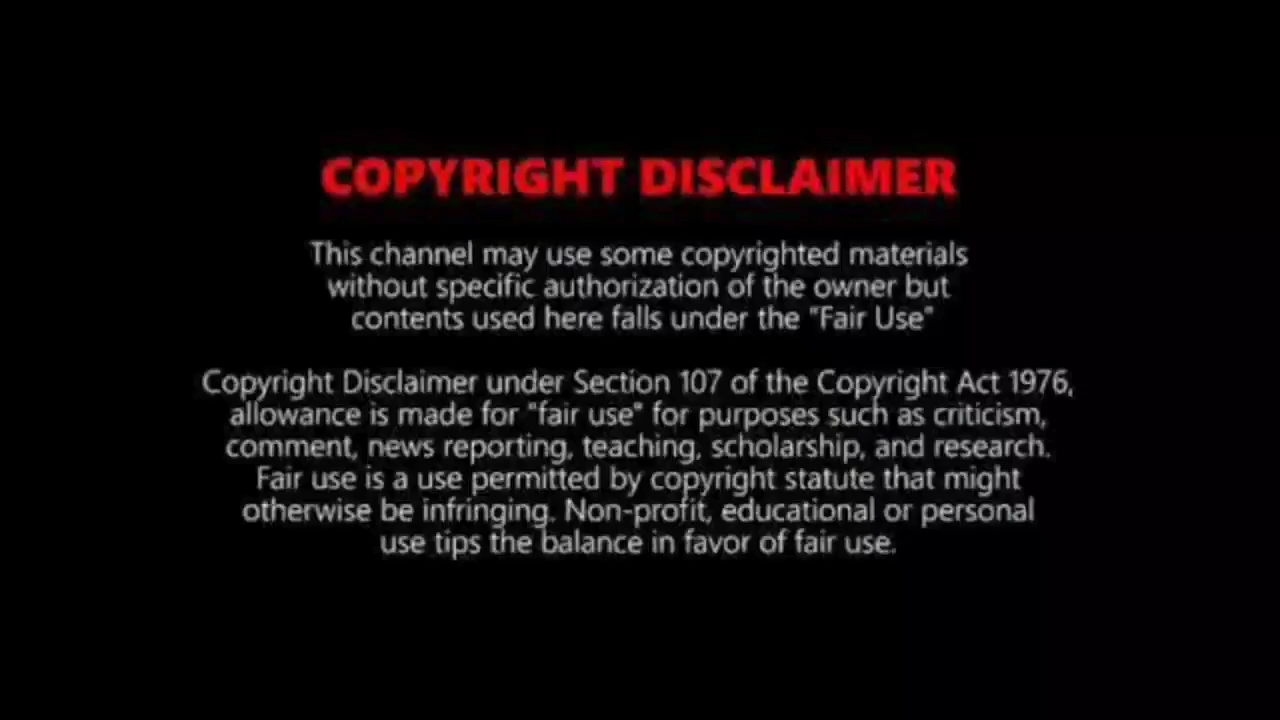 COPYRIGHT DISCLAIMER
This channel may use some copyrighted materials
without specific authorization of the owner but
contents used here falls under the "Fair Use"
Copyright Disclaimer under Section 107 of the Copyright Act 1976,
allowance is made for "fair use" for purposes such as criticism,
comment, news reporting, teaching, scholarship, and research.
Fair use is a use permitted by copyright statute that might
otherwise be infringing. Non-profit, educational or personal
use tips the balance in favor of fair use.